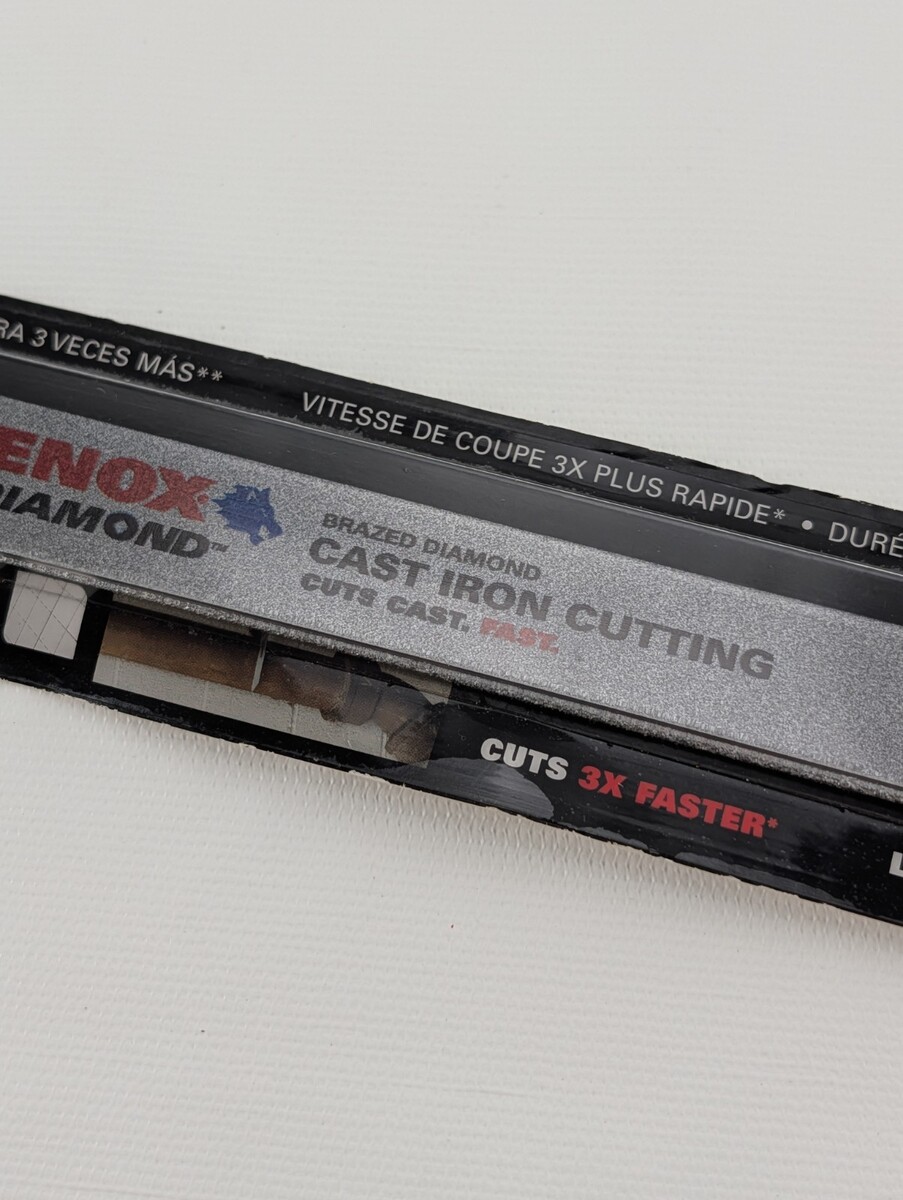 RA 3 VECES MÁS**
VITESSE DE COUPE 3X PLUS RAPIDE* • DURÉ
ENOX
DIAMOND™
BRAZED DIAMOND
CAST IRON CUTTING
CUTS CAST. FAST.
CUTS 3X FASTER*
L